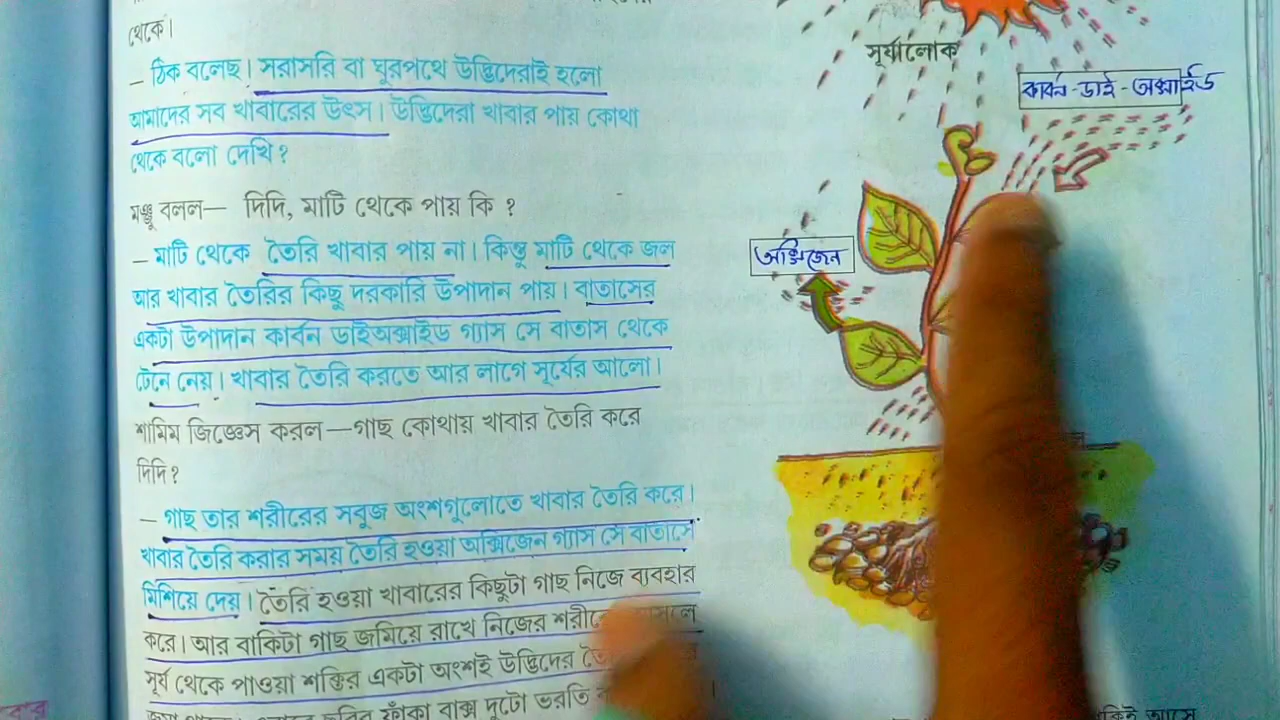 থেকে।
– ঠিক বলেছ। সরাসরি বা ঘুরপথে উদ্ভিদেরাই হলো
আমাদের সব খাবারের উৎস। উদ্ভিদেরা খাবার পায় কোথা
থেকে বলো দেখি?
মঞ্জু বলল— দিদি, মাটি থেকে পায় কি ?
– মাটি থেকে তৈরি খাবার পায় না। কিন্তু মাটি থেকে জল
আর খাবার তৈরির কিছু দরকারি উপাদান পায়। বাতাসের
একটা উপাদান কার্বন ডাইঅক্সাইড গ্যাস সে বাতাস থেকে
টেনে নেয়। খাবার তৈরি করতে আর লাগে সূর্যের আলো।
শামিম জিজ্ঞেস করল—গাছ কোথায় খাবার তৈরি করে
দিদি?
– গাছ তার শরীরের সবুজ অংশগুলোতে খাবার তৈরি করে।
খাবার তৈরি করার সময় তৈরি হওয়া অক্সিজেন গ্যাস সে বাতাসে
মিশিয়ে দেয়। তৈরি হওয়া খাবারের কিছুটা গাছ নিজে ব্যবহার
করে। আর বাকিটা গাছ জমিয়ে রাখে নিজের
সূর্য থেকে পাওয়া শক্তির একটা অংশই উদ্ভিদের
ছবির ফাঁকা বাক্স দুটো ভরতি
সূর্যালোক
কার্বন-ডাই-অক্সাইড
অক্সিজেন